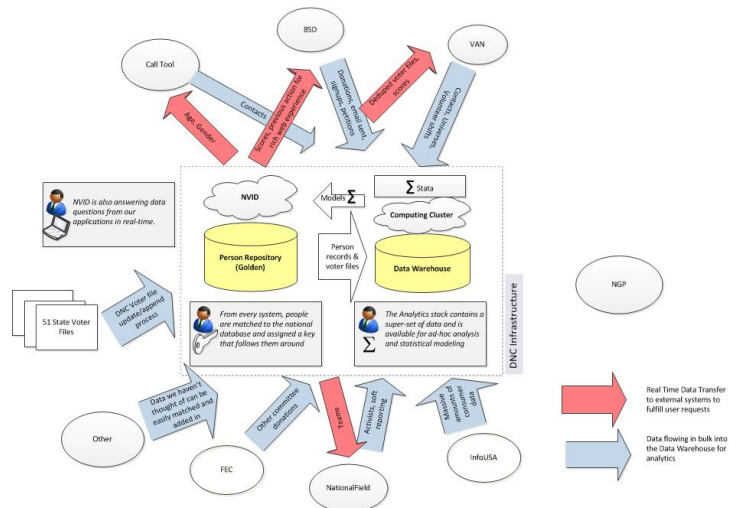 BSD
VAN
Call Tool
Contacts
Age, Gender
Scores, previous action for
rich web experience
Donations, email sent,
signups, petitions
Deduped voter files,
scores
Contacts, Universes,
Volunteer shifts
NVID is also answering data
questions from our
applications in real-time.
NVID
Models Σ
Σ Stata
Computing Cluster
Person Repository
(Golden)
Person
records &
voter files
Data Warehouse
DNC Infrastructure
NGP
51 State Voter
Files
DNC Voter file
update/append
process
From every system, people
are matched to the national
database and assigned a key
that follows them around
Σ
The Analytics stack contains a
super-set of data and is
available for ad-hoc analysis
and statistical modeling
Data we haven't
thought of can be
easily matched and
added in
Other committee
donations
Teams
Activists, soft
reporting
Massive
amounts of
consumer
data
Other
FEC
NationalField
InfoUSA
Real Time Data Transfer
to external systems to
fulfill user requests
Data flowing in bulk into
the Data Warehouse for
analytics